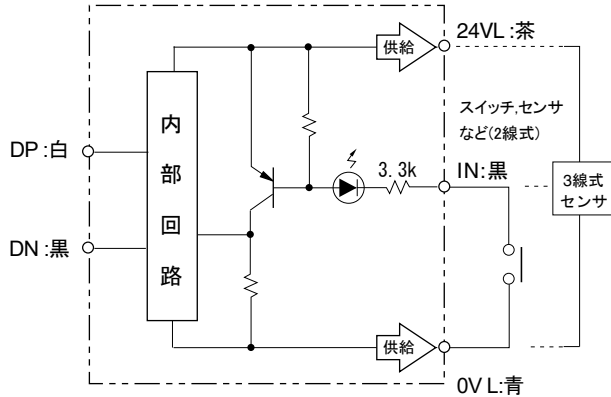 供給
24VL :茶
スイッチ,センサ
など(2線式)
内部回路
DP :白
3.3k
IN :黒
3線式
センサ
DN :黒
供給
0V L:青